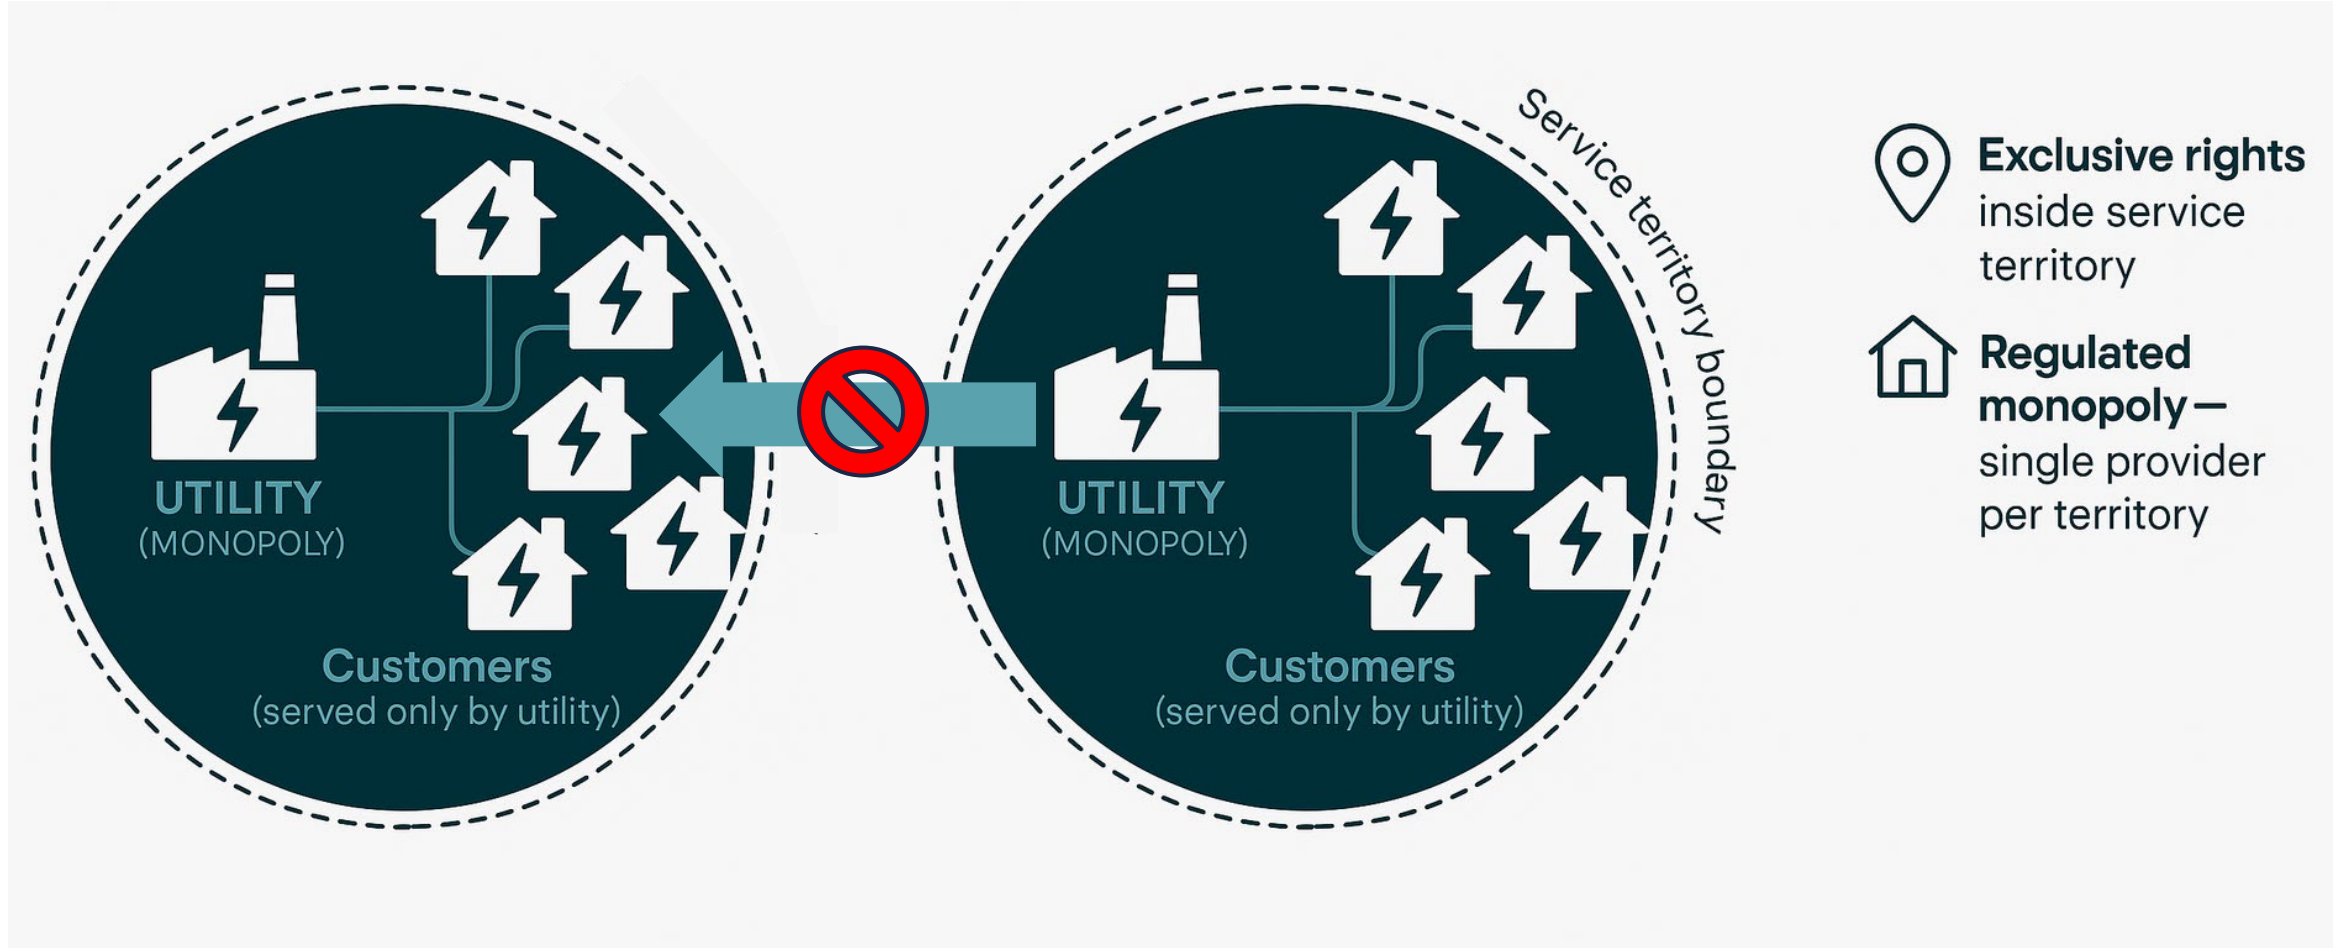 UTILITY
(MONOPOLY)
Customers
(served only by utility)
UTILITY
(MONOPOLY)
Customers
(served only by utility)
Service territory boundary
Exclusive rights
inside service
territory
Regulated
monopoly—
single provider
per territory